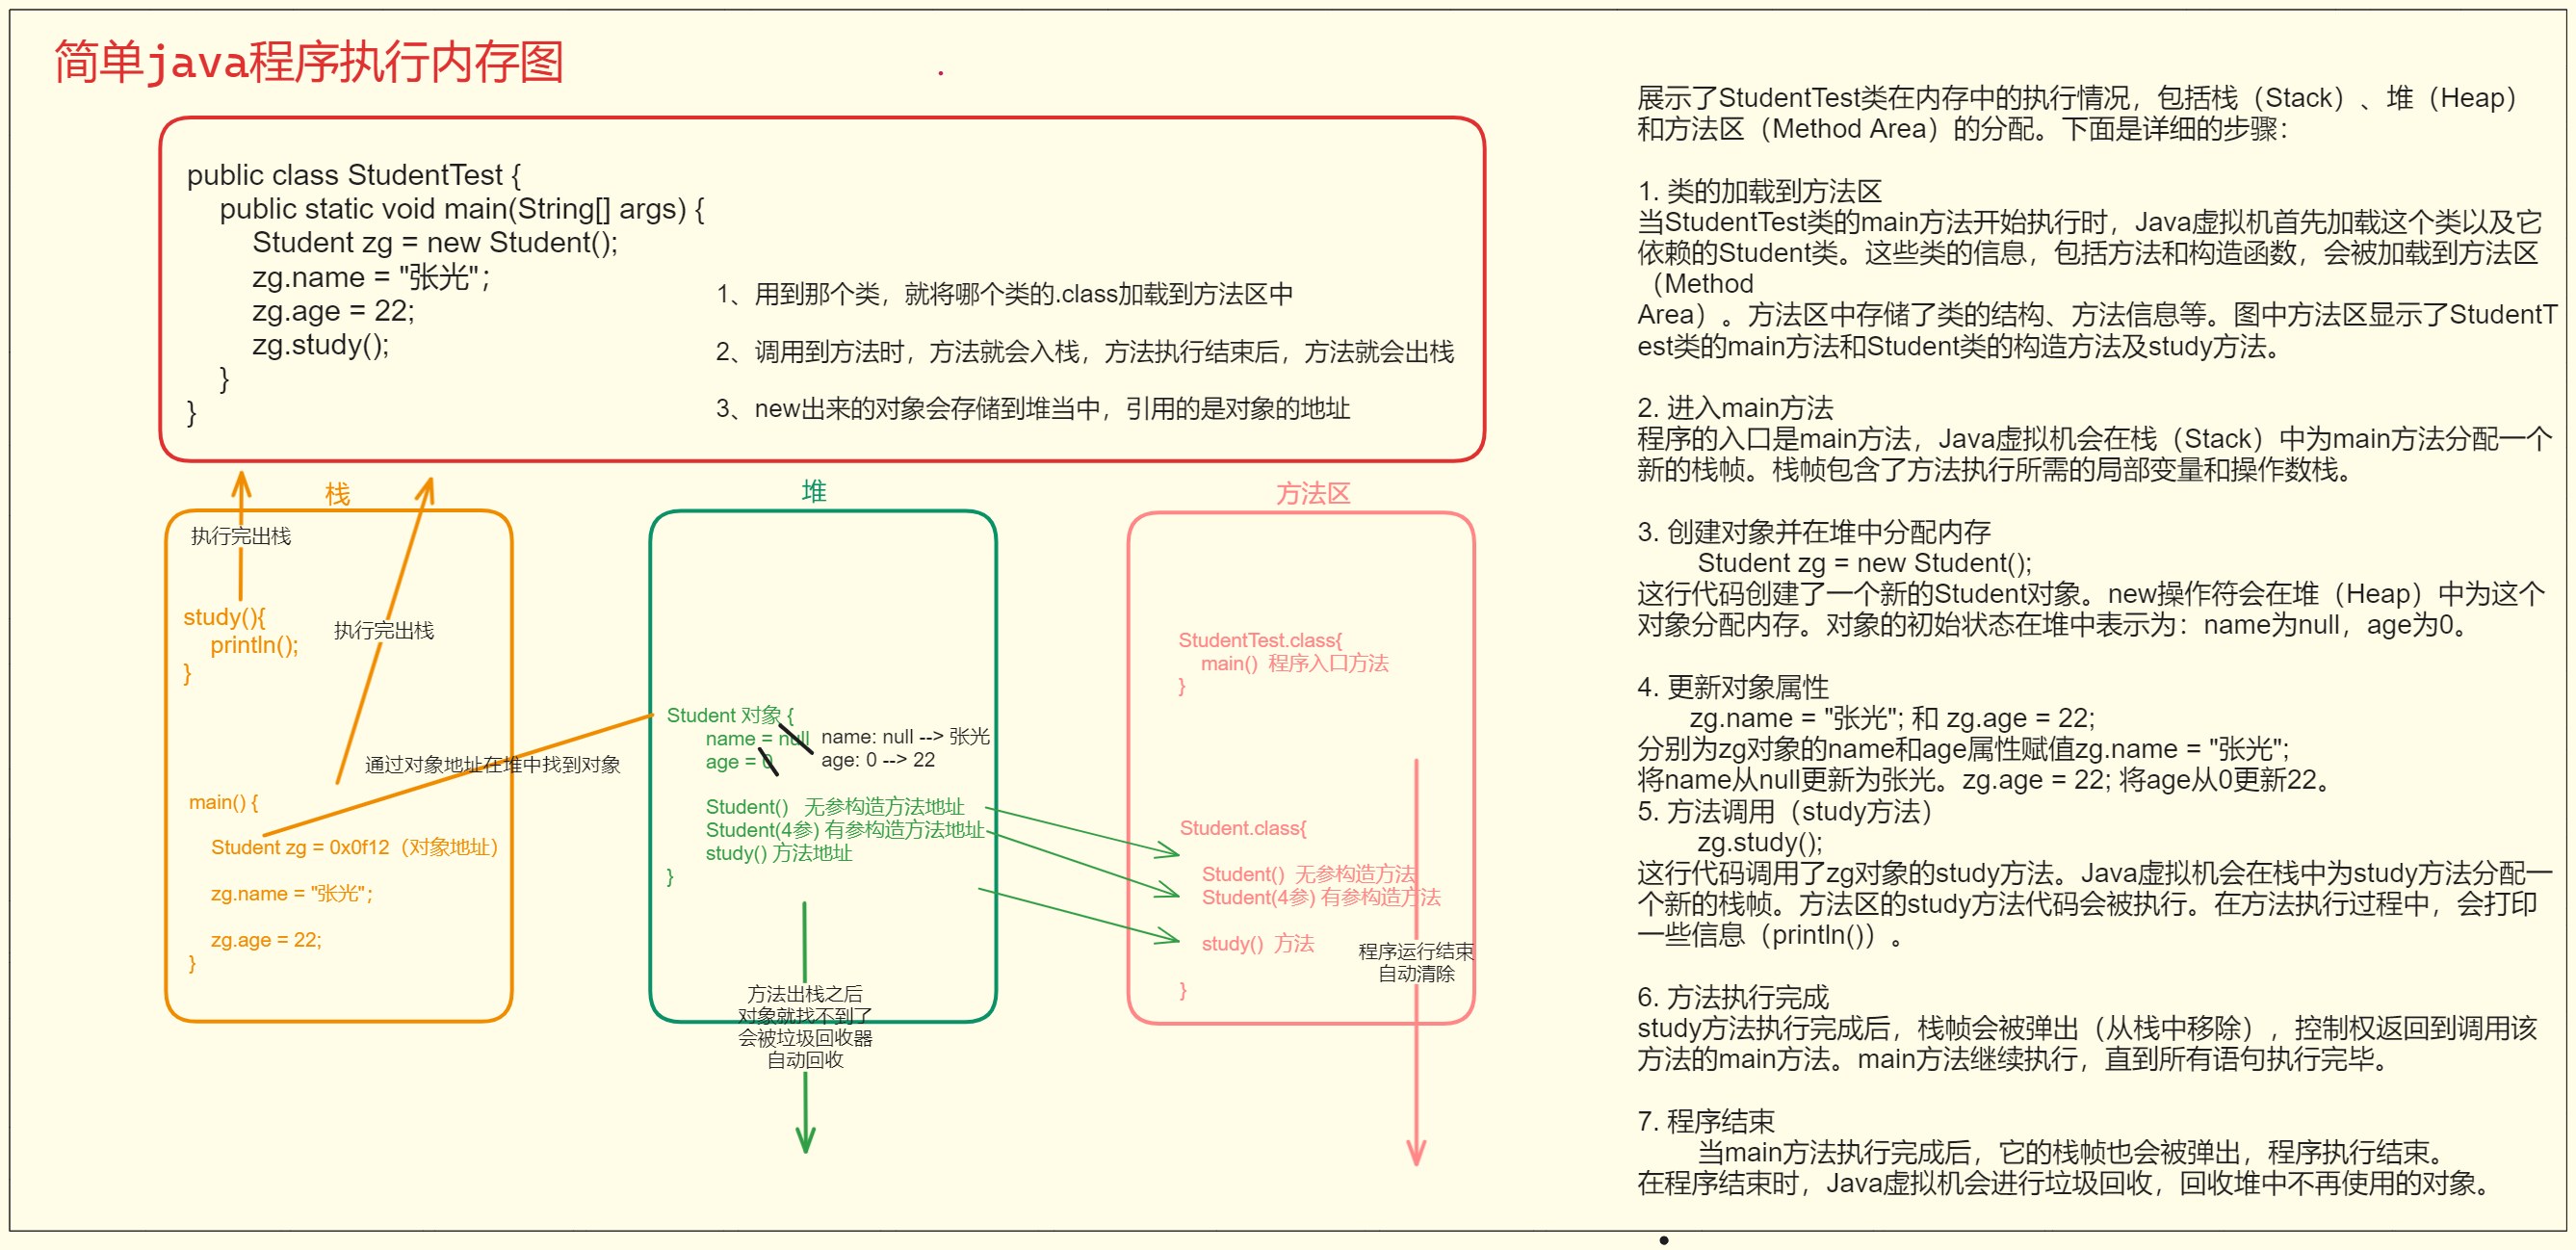 简单java程序执行内存图
public class StudentTest {
public static void main(String[] args) {
Student zg = new Student();
zg.name = "张光";
zg.age = 22;
zg.study();
}
}
1、用到那个类，就将哪个类的.class加载到方法区中
2、调用到方法时，方法就会入栈，方法执行结束后，方法就会出栈
3、new出来的对象会存储到堆当中，引用的是对象的地址
栈
执行完出栈
study(){
println();
}
执行完出栈
通过对象地址在堆中找到对象
main() {
Student zg = 0x0f12（对象地址）
zg.name = "张光";
zg.age = 22;
}
堆
Student 对象 {
name = null
age = 0
name: null --> 张光
age: 0 --> 22
Student() 无参构造方法地址
Student(4参) 有参构造方法地址
study() 方法地址
}
方法出栈之后
对象就找不到了
会被垃圾回收器
自动回收
方法区
StudentTest.class{
main() 程序入口方法
}
Student.class{
Student() 无参构造方法
Student(4参) 有参构造方法
study() 方法
}
程序运行结束
自动清除
展示了StudentTest类在内存中的执行情况，包括栈（Stack）、堆（Heap）
和方法区（Method Area）的分配。下面是详细的步骤：
1. 类的加载到方法区
当StudentTest类的main方法开始执行时，Java虚拟机首先加载这个类以及它
依赖的Student类。这些类的信息，包括方法和构造函数，会被加载到方法区
（Method
Area）。方法区中存储了类的结构、方法信息等。图中方法区显示了StudentT
est类的main方法和Student类的构造方法及study方法。
2. 进入main方法
程序的入口是main方法，Java虚拟机会在栈（Stack）中为main方法分配一个
新的栈帧。栈帧包含了方法执行所需的局部变量和操作数栈。
3. 创建对象并在堆中分配内存
Student zg = new Student();
这行代码创建了一个新的Student对象。new操作符会在堆（Heap）中为这个
对象分配内存。对象的初始状态在堆中表示为：name为null，age为0。
4. 更新对象属性
zg.name = "张光"; 和 zg.age = 22;
分别为zg对象的name和age属性赋值zg.name = "张光";
将name从null更新为张光。zg.age = 22; 将age从0更新22。
5. 方法调用（study方法）
zg.study();
这行代码调用了zg对象的study方法。Java虚拟机会在栈中为study方法分配一
个新的栈帧。方法区的study方法代码会被执行。在方法执行过程中，会打印
一些信息（println()）。
6. 方法执行完成
study方法执行完成后，栈帧会被弹出（从栈中移除），控制权返回到调用该
方法的main方法。main方法继续执行，直到所有语句执行完毕。
7. 程序结束
当main方法执行完成后，它的栈帧也会被弹出，程序执行结束。
在程序结束时，Java虚拟机会进行垃圾回收，回收堆中不再使用的对象。